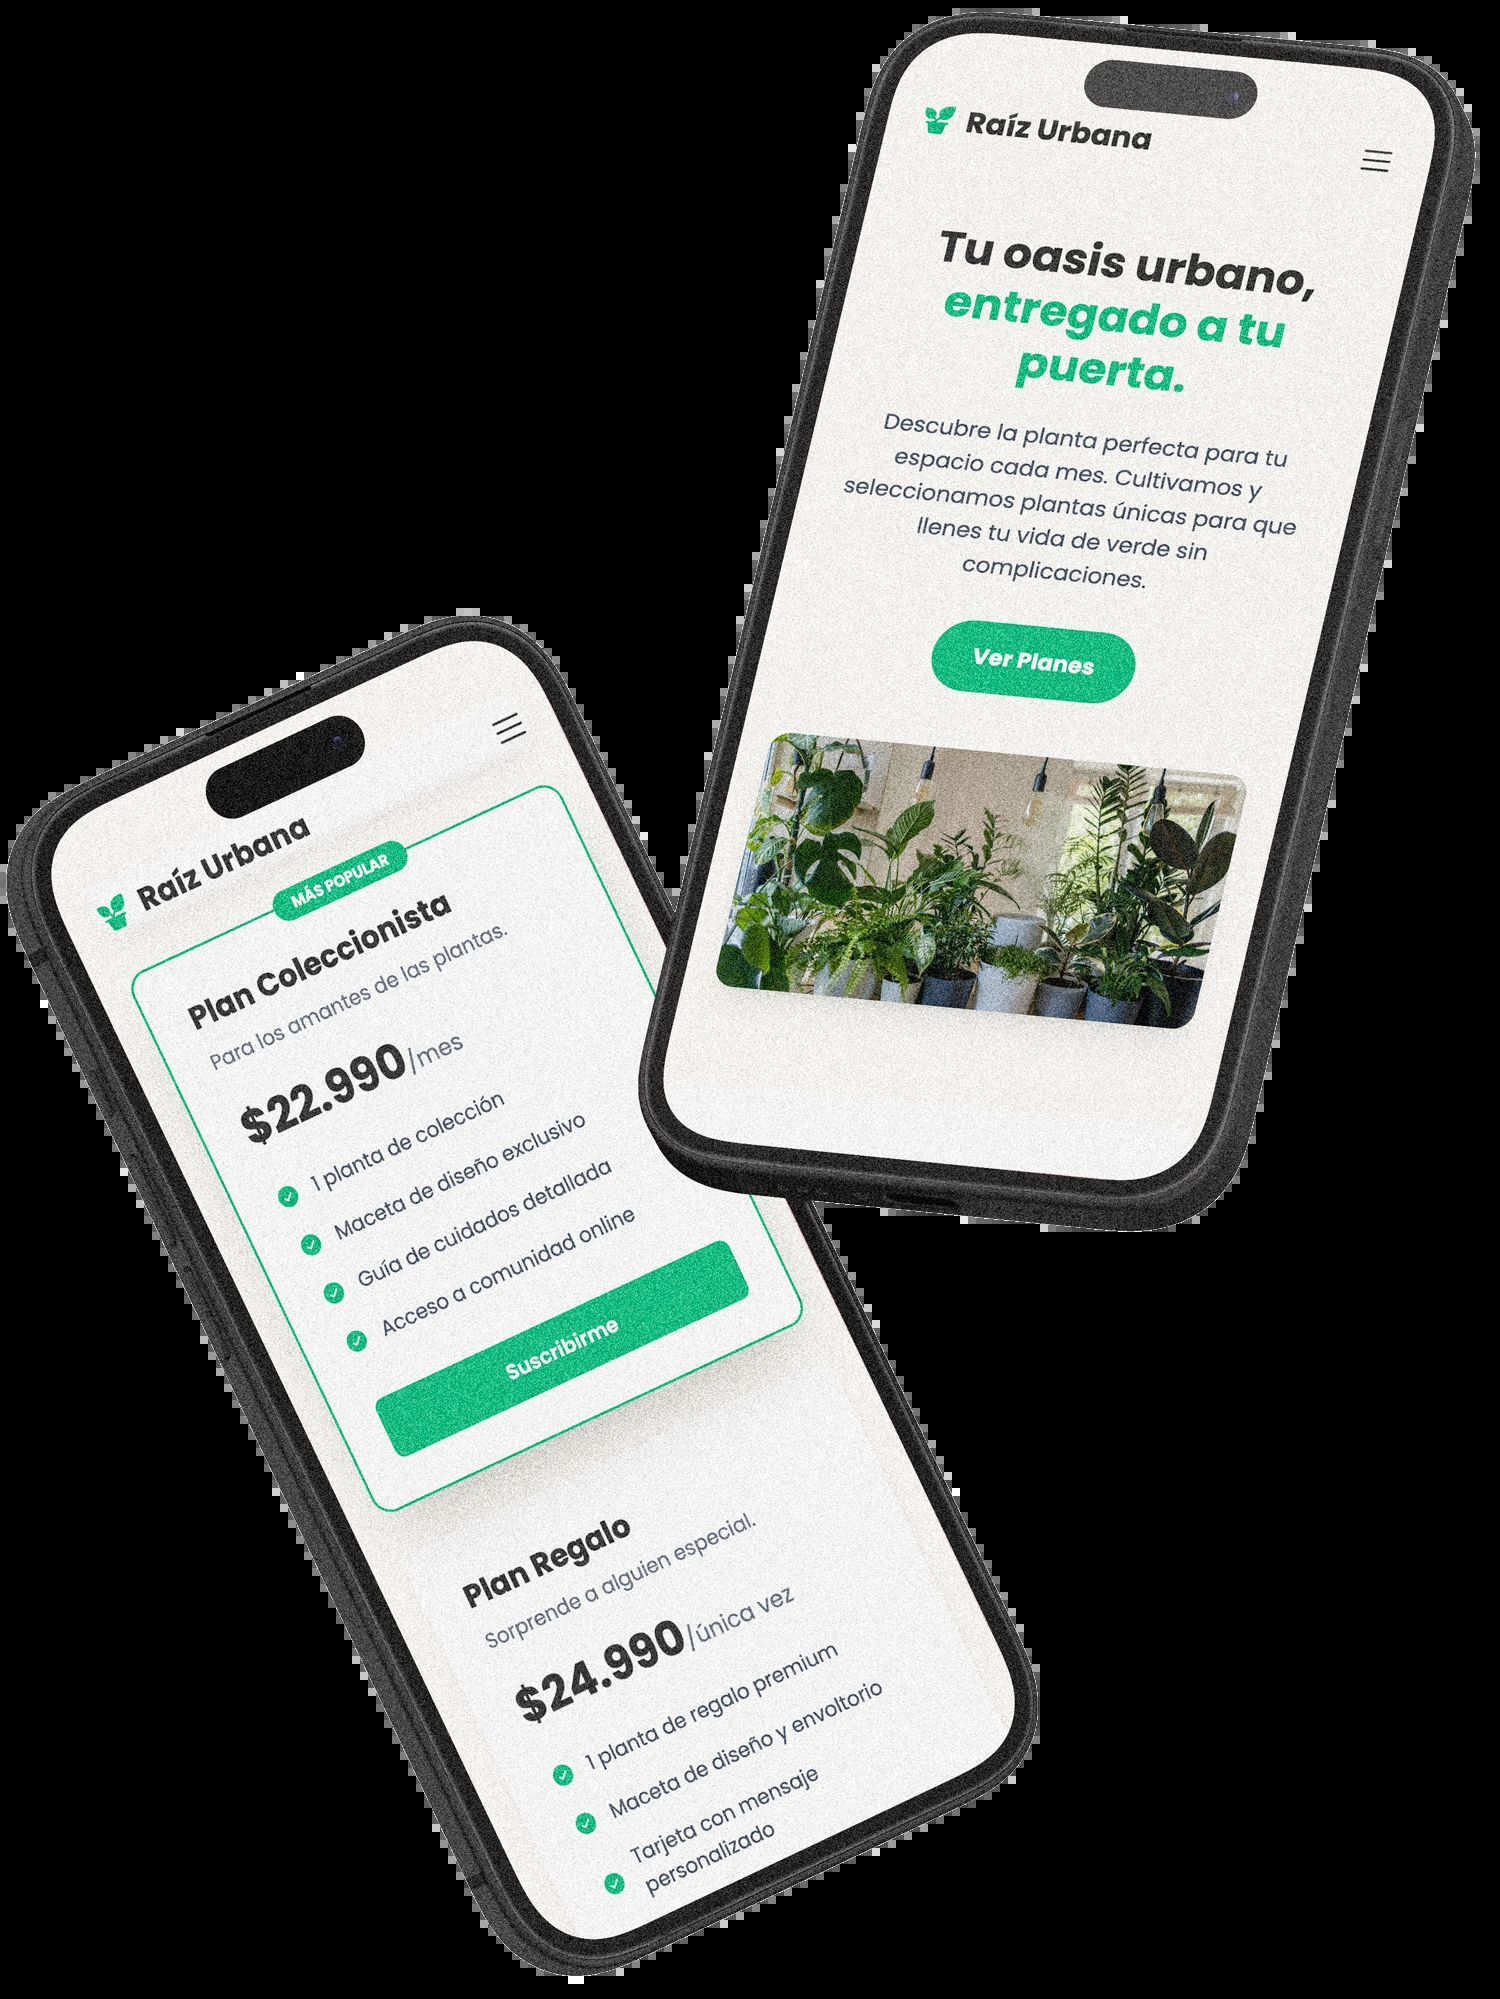 Raíz Urbana
Tu oasis urbano,
entregado a tu
puerta.
Descubre la planta perfecta para tu
espacio cada mes. Cultivamos y
seleccionamos plantas únicas para que
llenes tu vida de verde sin
complicaciones.
Ver Planes
Raíz Urbana
MÁS POPULAR
Plan Coleccionista
Para los amantes de las plantas.
$22.990/mes
1 planta de colección
Maceta de diseño exclusivo
Guía de cuidados detallada
Acceso a comunidad online
Suscribirme
Plan Regalo
Sorprende a alguien especial.
$24.990/única vez
1 planta de regalo premium
Maceta de diseño y envoltorio
Tarjeta con mensaje
personalizado